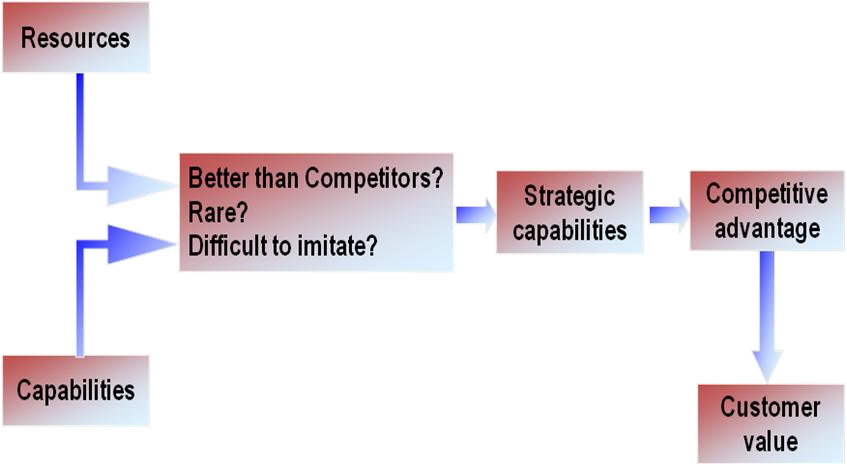 Resources
Better than Competitors?
Rare?
Difficult to imitate?
Strategic
capabilities
Competitive
advantage
Capabilities
Customer
value